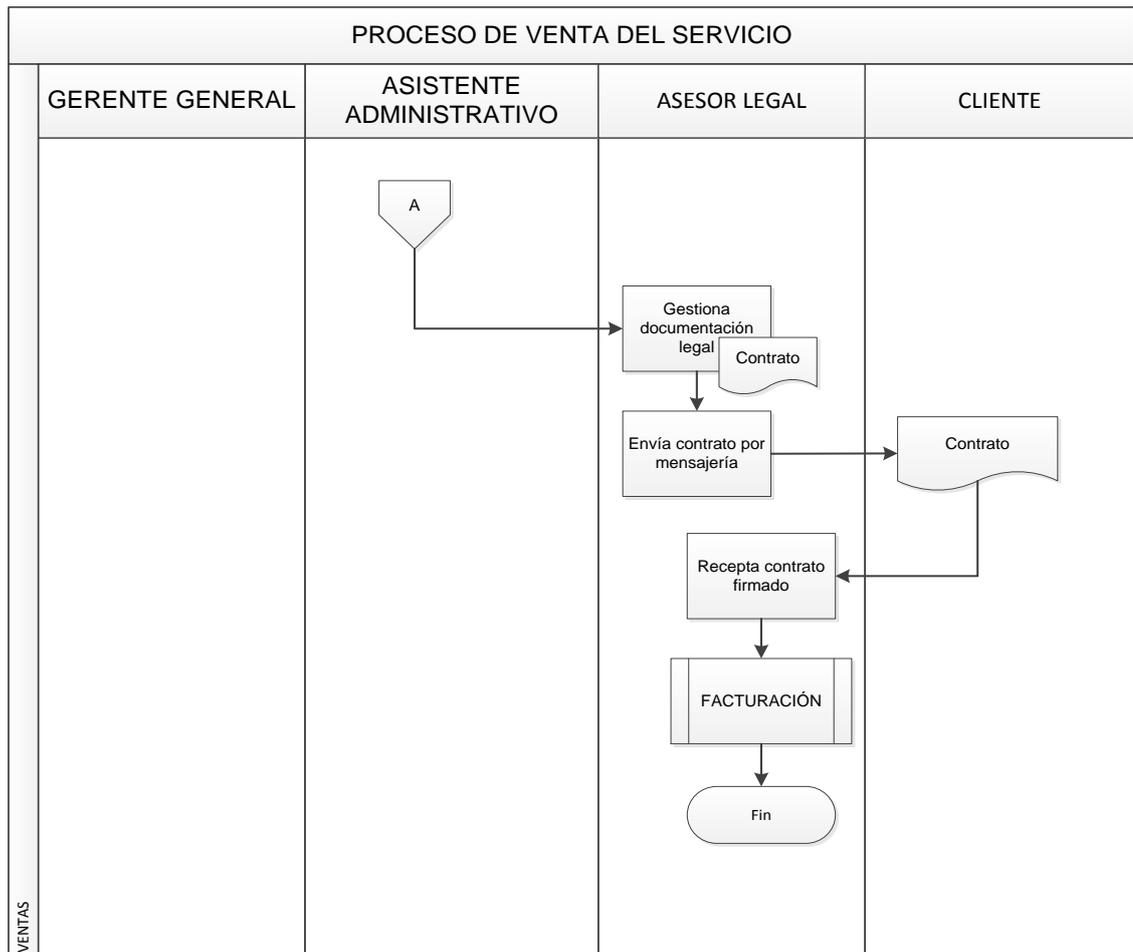 PROCESO DE VENTA DEL SERVICIO
GERENTE GENERAL
ASISTENTE
ADMINISTRATIVO
ASESOR LEGAL
CLIENTE
A
Gestiona
documentación
legal
Contrato
Envía contrato por
mensajería
Contrato
Recepta contrato
firmado
FACTURACIÓN
Fin
VENTAS